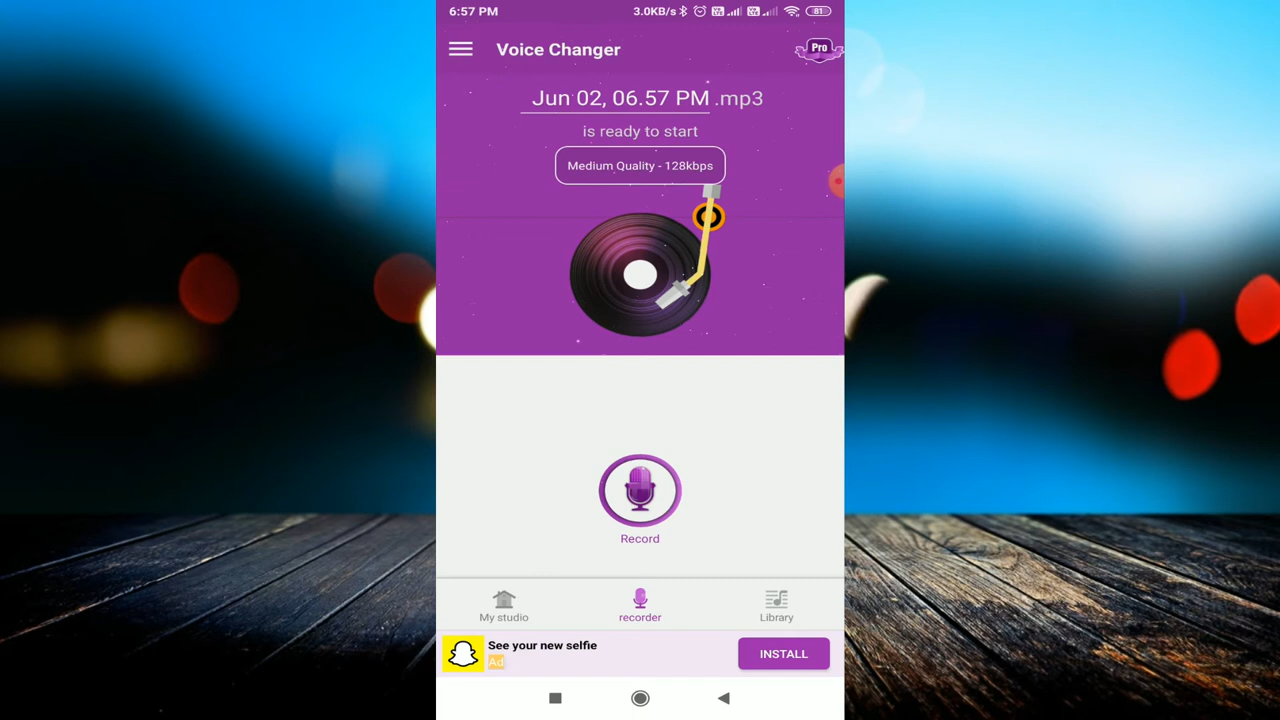 6:57 PM
3.0KB/s
81
Voice Changer
Pro
Jun 02, 06.57 PM .mp3
is ready to start
Medium Quality - 128kbps
Record
My studio
recorder
Library
See your new selfie
Ad
INSTALL